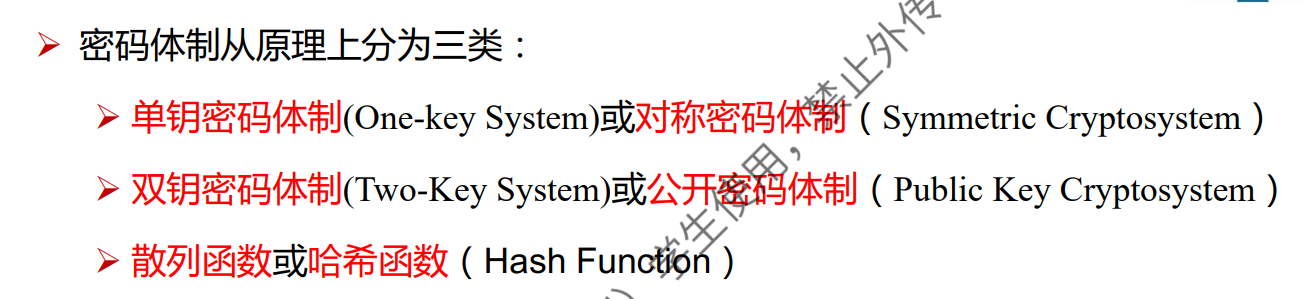 密码体制从原理上分为三类：
单钥密码体制(One-key System)或对称密码体制（Symmetric Cryptosystem）
双钥密码体制(Two-Key System)或公开密码体制（Public Key Cryptosystem）
散列函数或哈希函数（Hash Function）
）学生使用，禁止外传